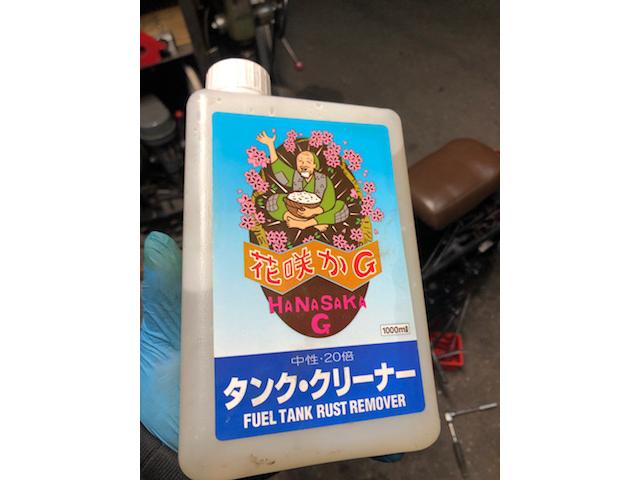 花咲かG
HANASAKA
G
1000ml
中性・20倍
タンク・クリーナー
FUEL TANK RUST REMOVER